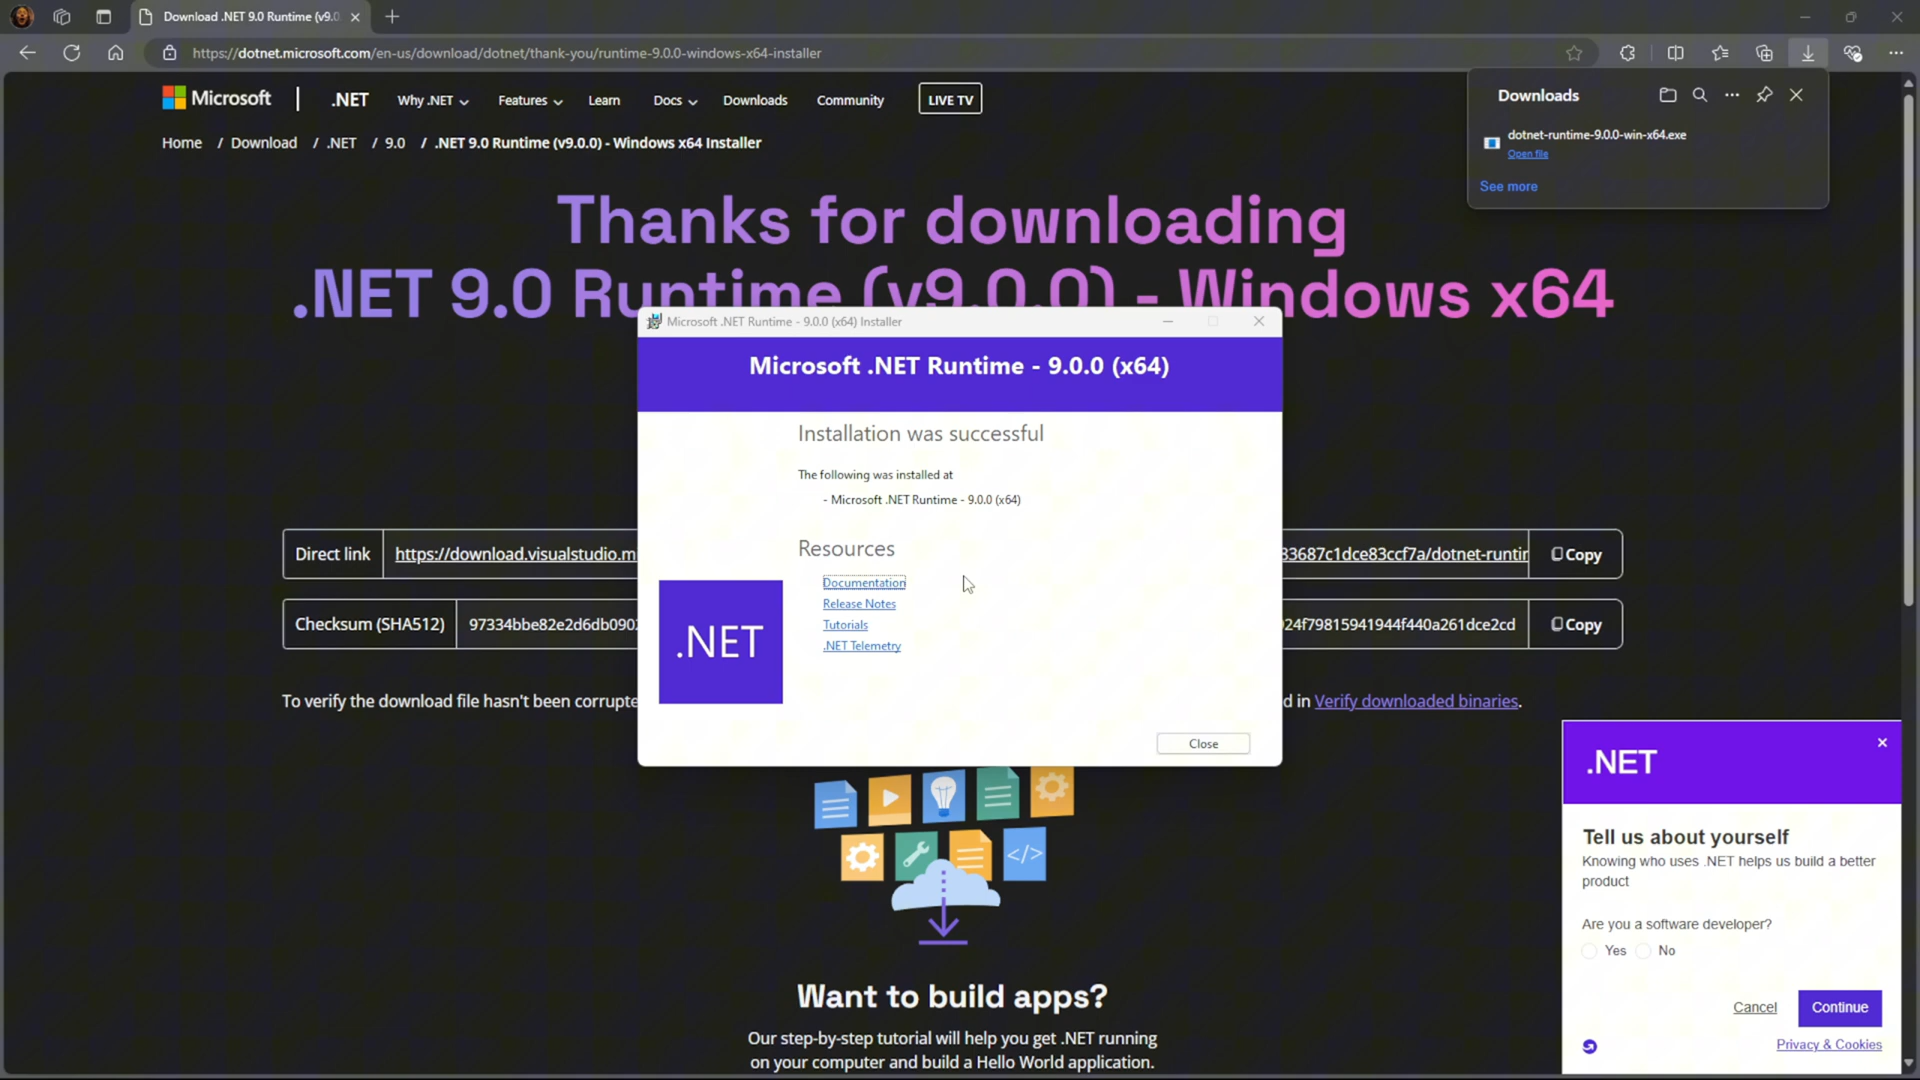 Download .NET 9.0 Runtime (v9.0
https://dotnet.microsoft.com/en-us/download/dotnet/thank-you/runtime-9.0.0-windows-x64-installer
Microsoft
.NET
Why .NET
Features
Learn
Docs
Downloads
Community
LIVE TV
Home / Download / .NET / 9.0 / .NET 9.0 Runtime (v9.0.0) - Windows x64 Installer
Downloads
dotnet-runtime-9.0.0-win-x64.exe
Open file
See more
Thanks for downloading
.NET 9.0 Runtime (v9.0.0) - Windows x64
Microsoft .NET Runtime - 9.0.0 (x64) Installer
Microsoft .NET Runtime - 9.0.0 (x64)
Installation was successful
The following was installed at
- Microsoft .NET Runtime - 9.0.0 (x64)
Resources
Documentation
Release Notes
Tutorials
.NET Telemetry
.NET
Close
Direct link
https://download.visualstudio.m
83687c1dce83ccf7a/dotnet-runtir
Copy
Checksum (SHA512)
97334bbe82e2d6db090
24f79815941944f440a261dce2cd
Copy
To verify the download file hasn't been corrupte
d in Verify downloaded binaries.
</>
Want to build apps?
Our step-by-step tutorial will help you get .NET running
on your computer and build a Hello World application.
.NET
Tell us about yourself
Knowing who uses .NET helps us build a better
product
Are you a software developer?
Yes
No
Cancel
Continue
Privacy & Cookies